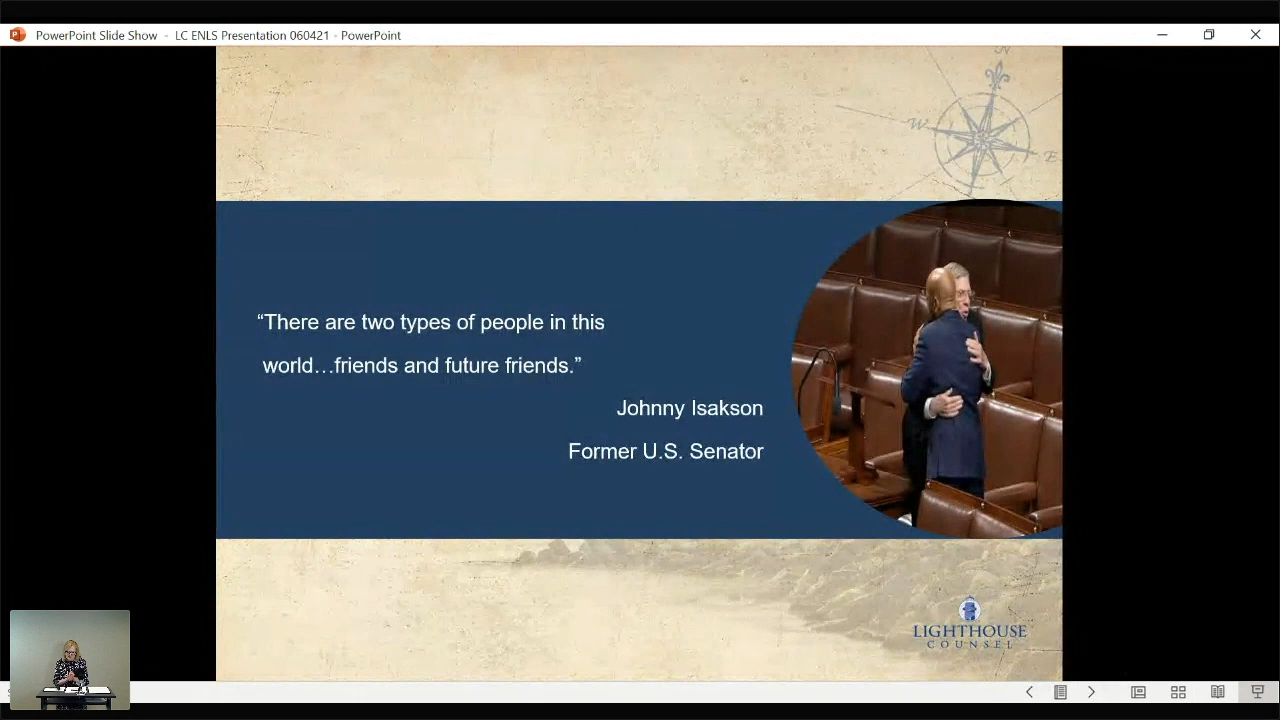 PowerPoint Slide Show - LC ENLS Presentation 060421 - PowerPoint
N
W
E
“There are two types of people in this
world…friends and future friends.”
Johnny Isakson
Former U.S. Senator
LIGHTHOUSE
COUNSEL